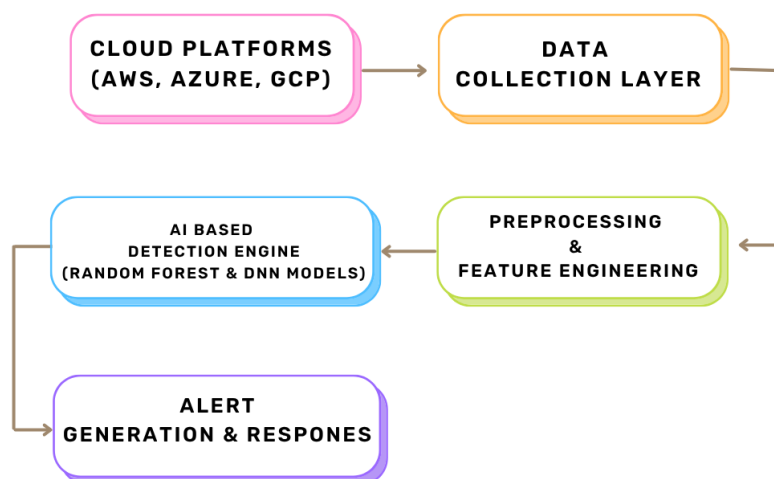 CLOUD PLATFORMS
(AWS, AZURE, GCP)
DATA
COLLECTION LAYER
PREPROCESSING
&
FEATURE ENGINEERING
AI BASED
DETECTION ENGINE
(RANDOM FOREST & DNN MODELS)
ALERT
GENERATION & RESPONES